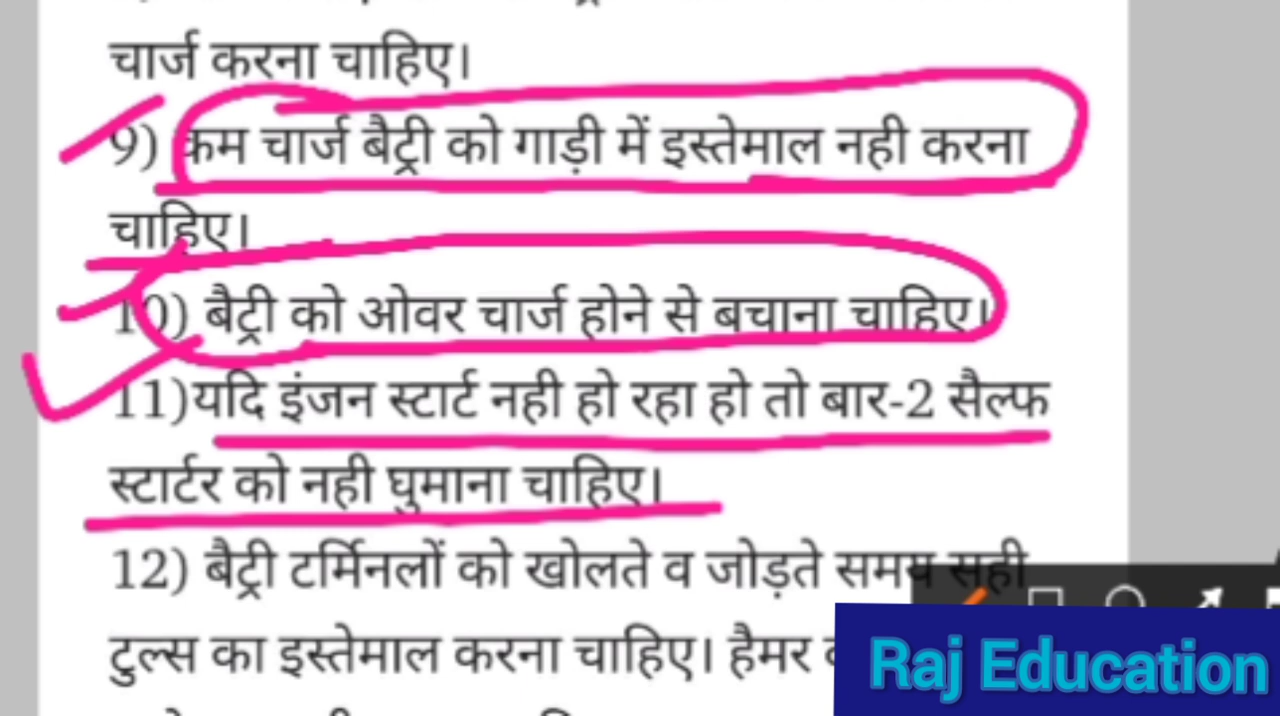 चार्ज करना चाहिए।
9) कम चार्ज बैट्री को गाड़ी में इस्तेमाल नही करना
चाहिए।
10) बैट्री को ओवर चार्ज होने से बचाना चाहिए।
11)यदि इंजन स्टार्ट नही हो रहा हो तो बार-2 सैल्फ
स्टार्टर को नही घुमाना चाहिए।
12) बैट्री टर्मिनलों को खोलते व जोड़ते समय सही
टुल्स का इस्तेमाल करना चाहिए। हैमर
Raj Education